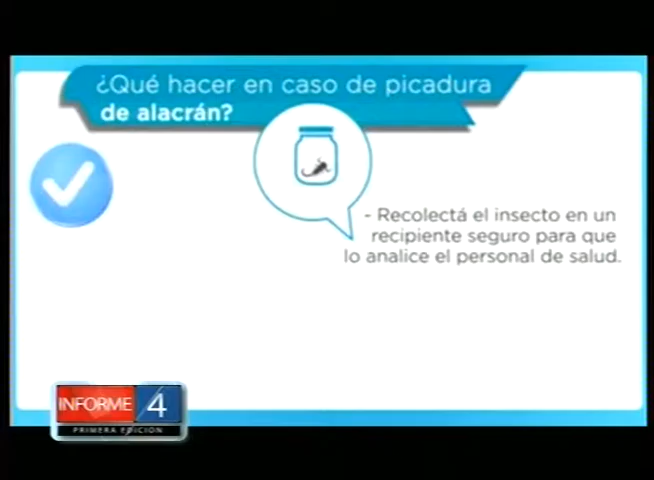 ¿Qué hacer en caso de picadura
de alacrán?
- Recolectá el insecto en un
recipiente seguro para que
lo analice el personal de salud.
INFORME 4
PRIMERA EDICIÓN